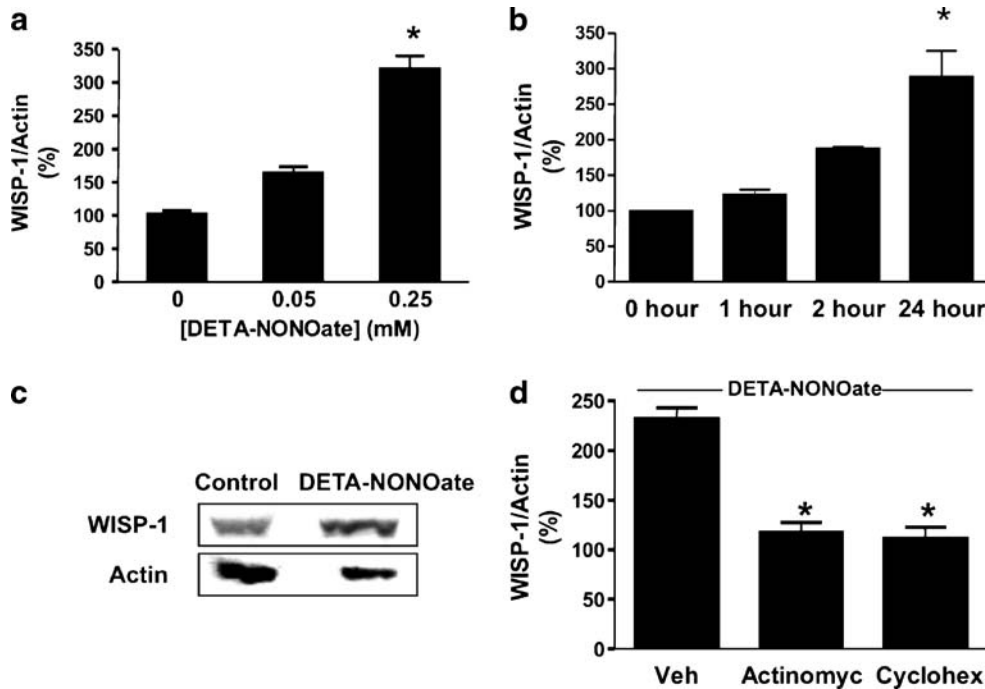 a
*
350
300
250
200
150
100
50
0
WISP-1/Actin
(%)
0 0.05 0.25
[DETA-NONOate] (mM)
b
*
350
300
250
200
150
100
50
0
WISP-1/Actin
(%)
0 hour 1 hour 2 hour 24 hour
c
Control DETA-NONOate
WISP-1
Actin
d
DETA-NONOate
250
200
150
100
50
0
WISP-1/Actin
(%)
* *
Veh Actinomyc Cyclohex